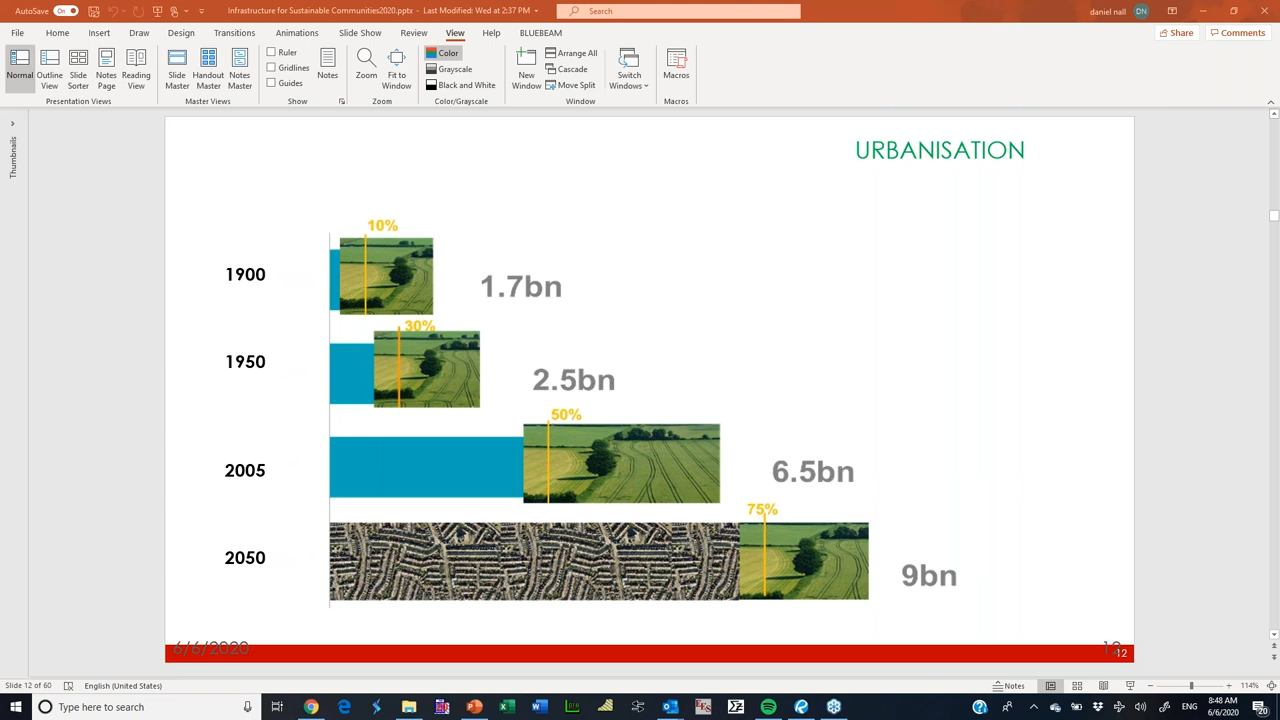 AutoSave On Infrastructure for Sustainable Communities2020.pptx - Last Modified: Wed at 2:37 PM Search daniel nall DN
File Home Insert Draw Design Transitions Animations Slide Show Review View Help BLUEBEAM Share Comments
Normal Outline View Slide Sorter Notes Page Reading View
Presentation Views
Slide Master Handout Master Notes Master
Master Views
Ruler
Gridlines
Guides
Notes
Show
Zoom Fit to Window
Zoom
Color
Grayscale
Black and White
Color/Grayscale
New Window
Arrange All
Cascade
Move Split
Switch Windows
Window
Macros
Macros
Thumbnails
URBANISATION
10%
1900
1.7bn
30%
1950
2.5bn
50%
2005
6.5bn
75%
2050
9bn
6/6/2020
12
12
Slide 12 of 60 English (United States) Notes 114%
Type here to search
8:48 AM
ENG
6/6/2020
20